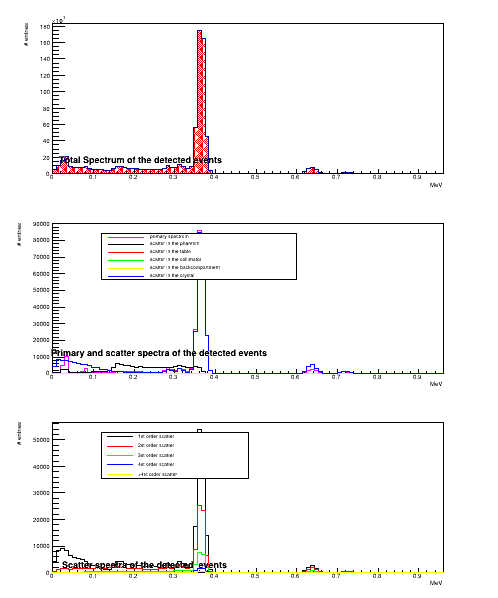 ×10³
# entries
180
160
140
120
100
80
60
40
20
0
Total Spectrum of the detected events
0 0.1 0.2 0.3 0.4 0.5 0.6 0.7 0.8 0.9
MeV
# entries
90000
80000
70000
60000
50000
40000
30000
20000
10000
0
primary spectrum
scatter in the phantom
scatter in the table
scatter in the collimator
scatter in the backcompartment
scatter in the crystal
Primary and scatter spectra of the detected events
0 0.1 0.2 0.3 0.4 0.5 0.6 0.7 0.8 0.9
MeV
# entries
50000
40000
30000
20000
10000
0
1st order scatter
2st order scatter
3st order scatter
4st order scatter
>4st order scatter
Scatter spectra of the detected events
0 0.1 0.2 0.3 0.4 0.5 0.6 0.7 0.8 0.9
MeV